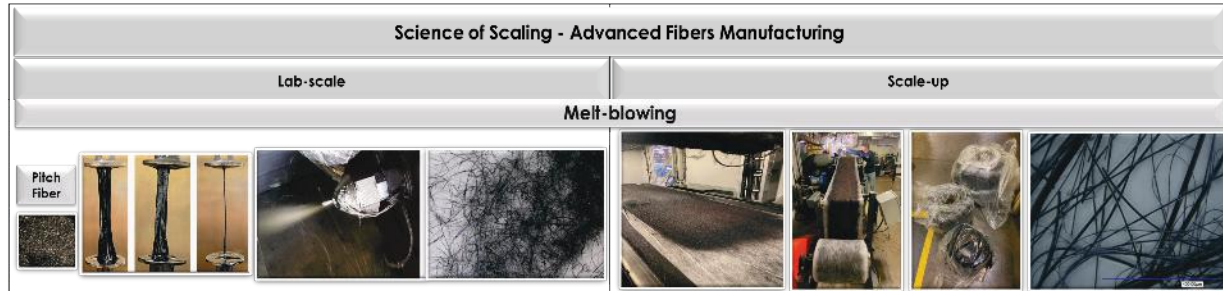 Science of Scaling - Advanced Fibers Manufacturing
Lab-scale
Scale-up
Melt-blowing
Pitch
Fiber